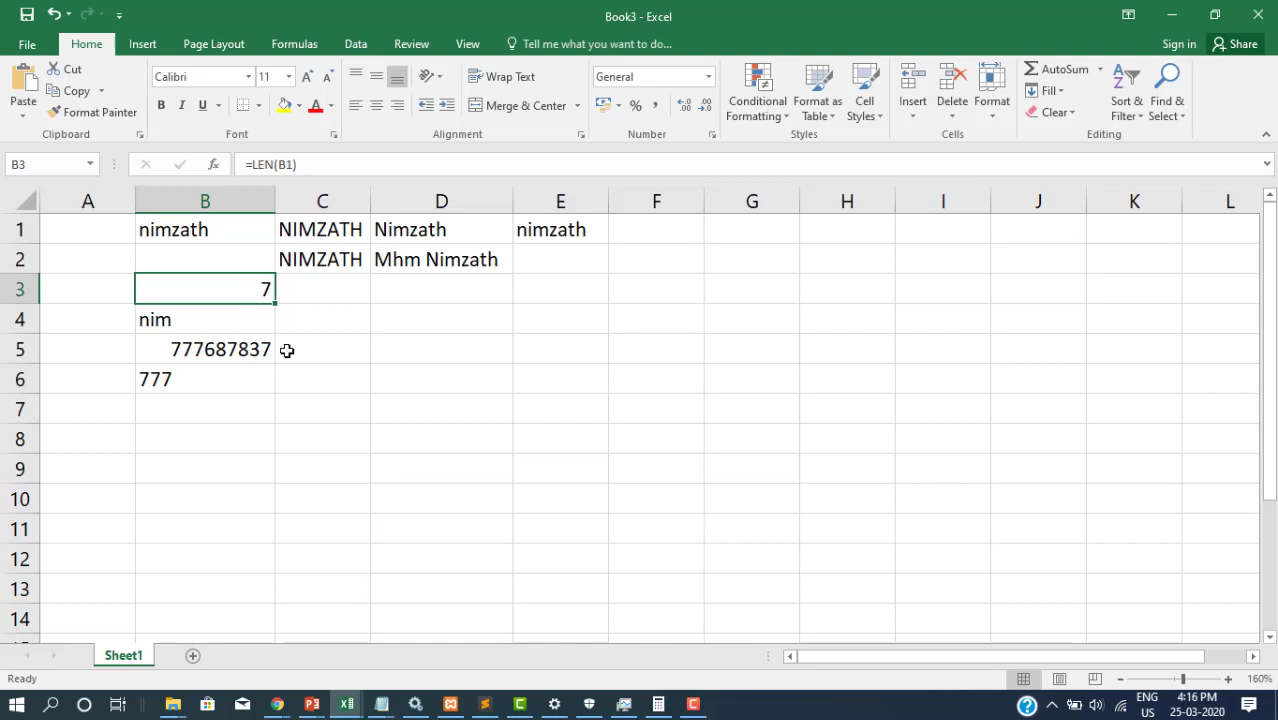 Book3 - Excel
File Home Insert Page Layout Formulas Data Review View Tell me what you want to do... Sign in Share
Paste Cut Copy Format Painter
Calibri 11
B I U A
Wrap Text
Merge & Center
General
% ,
Conditional Formatting
Format as Table
Cell Styles
Insert Delete Format
AutoSum
Fill
Clear
Sort & Filter
Find & Select
Clipboard Font Alignment Number Styles Cells Editing
B3 fx =LEN(B1)
A B C D E F G H I J K L
1 nimzath NIMZATH Nimzath nimzath
2 NIMZATH Mhm Nimzath
3 7
4 nim
5 777687837
6 777
7
8
9
10
11
12
13
14
Sheet1
Ready 160%
ENG 4:16 PM
US 25-03-2020